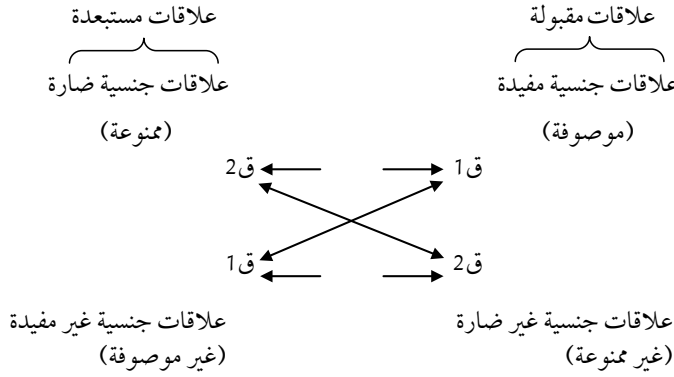 علاقات مقبولة علاقات مستبعدة
علاقات جنسية مفيدة علاقات جنسية ضارة
(موصوفة) (ممنوعة)
ق1 ق2
ق2 ق1
علاقات جنسية غير ضارة علاقات جنسية غير مفيدة
(غير ممنوعة) (غير موصوفة)